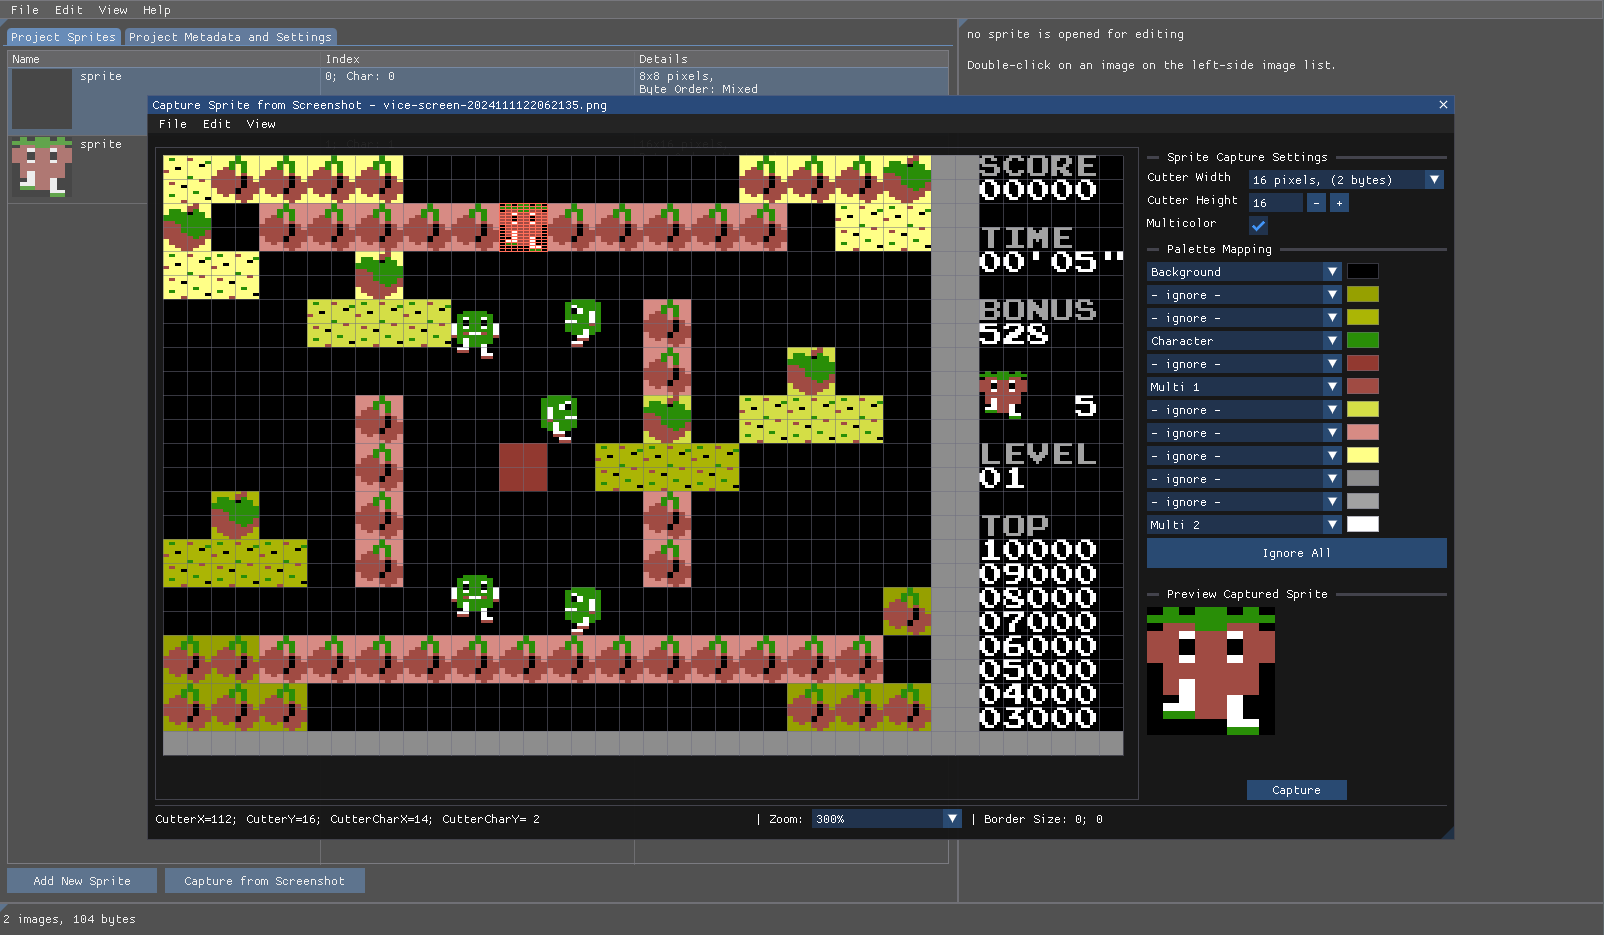 File Edit View Help
Project Sprites Project Metadata and Settings
Name Index Details
sprite 0; Char: 0 8x8 pixels,
Byte Order: Mixed
sprite
no sprite is opened for editing
Double-click on an image on the left-side image list.
Capture Sprite from Screenshot - vice-screen-2024111122062135.png
File Edit View
SCORE
00000
TIME
00'05"
BONUS
528
5
LEVEL
01
TOP
10000
09000
08000
07000
06000
05000
04000
03000
Sprite Capture Settings
Cutter Width 16 pixels, (2 bytes)
Cutter Height 16 - +
Multicolor
Palette Mapping
Background
- ignore -
- ignore -
Character
- ignore -
Multi 1
- ignore -
- ignore -
- ignore -
- ignore -
- ignore -
Multi 2
Ignore All
Preview Captured Sprite
Capture
CutterX=112; CutterY=16; CutterCharX=14; CutterCharY= 2 | Zoom: 300% | Border Size: 0; 0
Add New Sprite Capture from Screenshot
2 images, 104 bytes